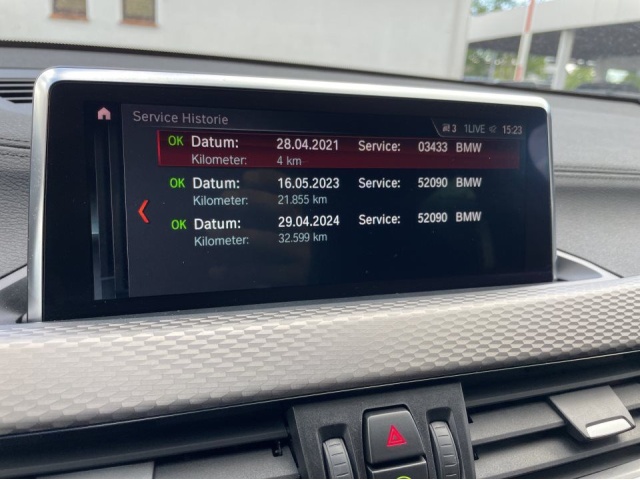 Service Historie
3 1LIVE 15:23
OK Datum: 28.04.2021 Service: 03433 BMW
Kilometer: 4 km
OK Datum: 16.05.2023 Service: 52090 BMW
Kilometer: 21.855 km
OK Datum: 29.04.2024 Service: 52090 BMW
Kilometer: 32.599 km